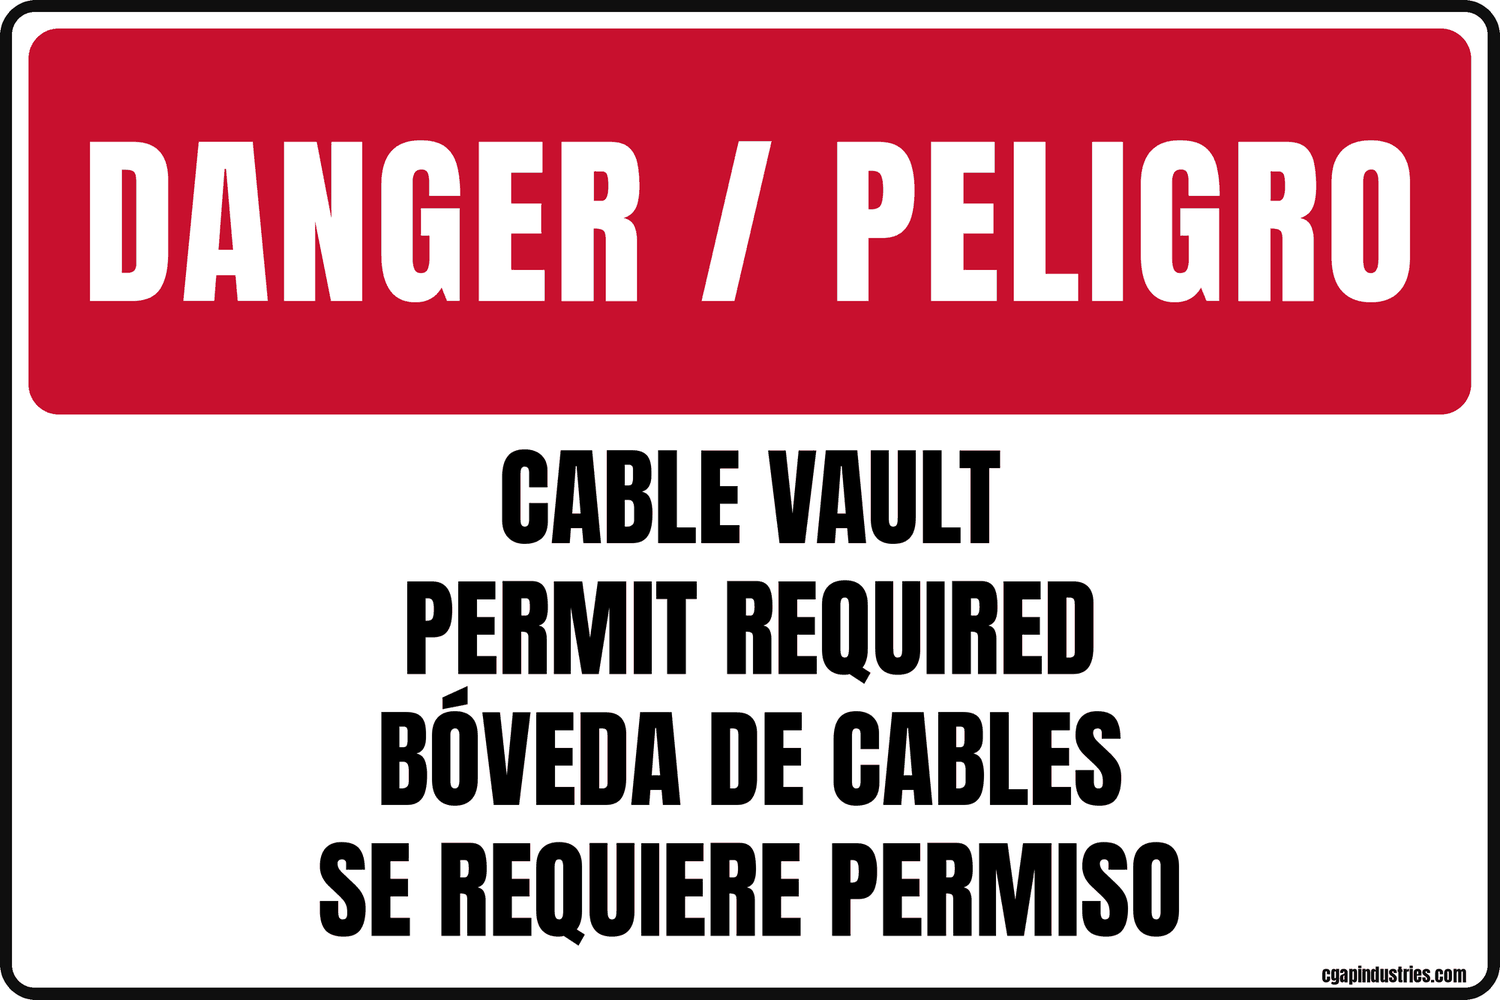 DANGER / PELIGRO
CABLE VAULT
PERMIT REQUIRED
BÓVEDA DE CABLES
SE REQUIERE PERMISO
cgapindustries.com